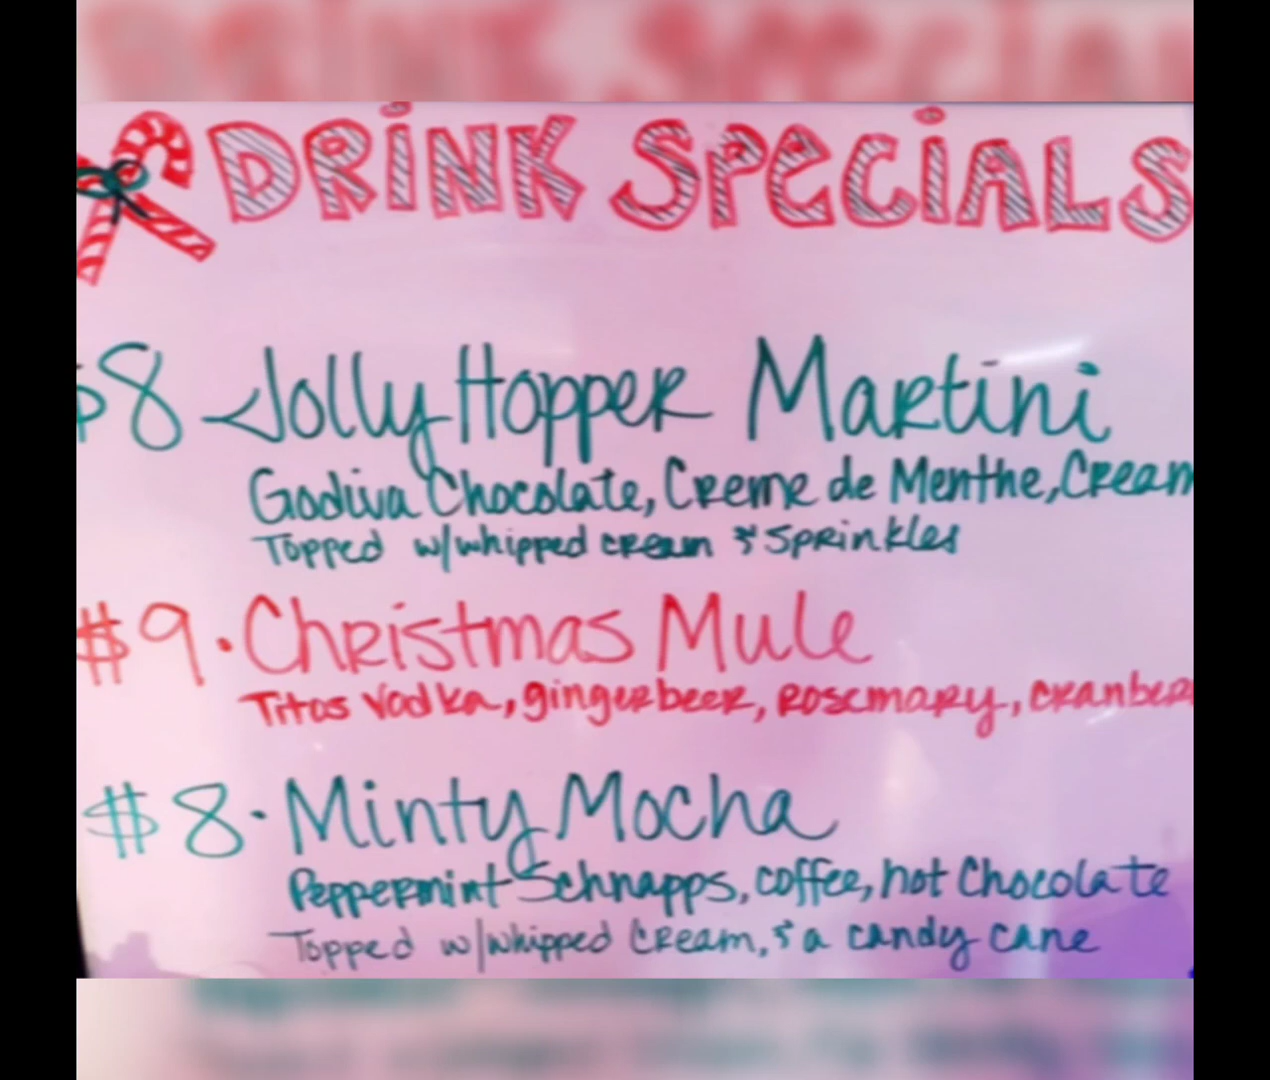 DRiNK SPeCiALS
$8 Jolly Hopper Martini
Godiva Chocolate, Creme de Menthe, Cream
Topped w/whipped cream & Sprinkles
$9. Christmas Mule
Titos Vodka, gingerbeer, Rosemary, cranber
$8. Minty Mocha
Peppermint Schnapps, coffee, hot Chocolate
Topped w/whipped cream, & a candy cane